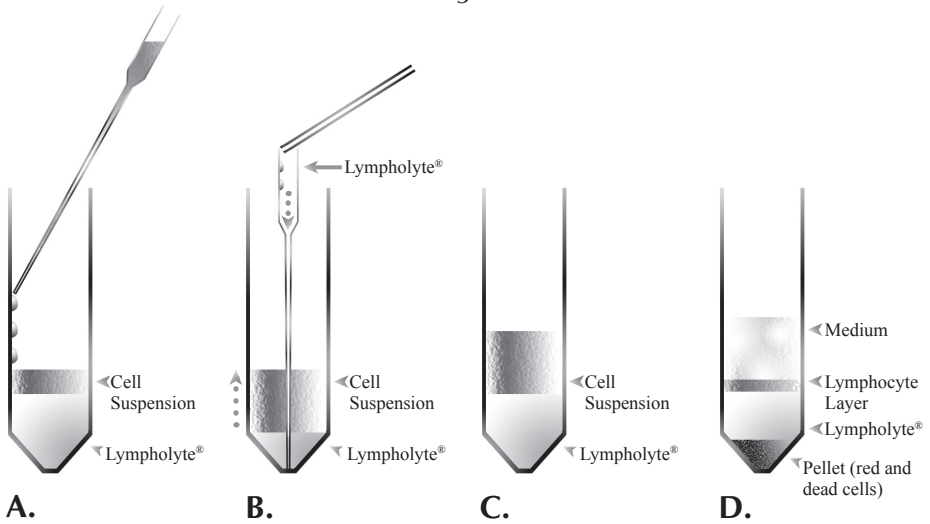 Lympholyte®
Cell
Suspension
Lympholyte®
A.
Cell
Suspension
Lympholyte®
B.
Cell
Suspension
Lympholyte®
C.
Medium
Lymphocyte
Layer
Lympholyte®
Pellet (red and
dead cells)
D.